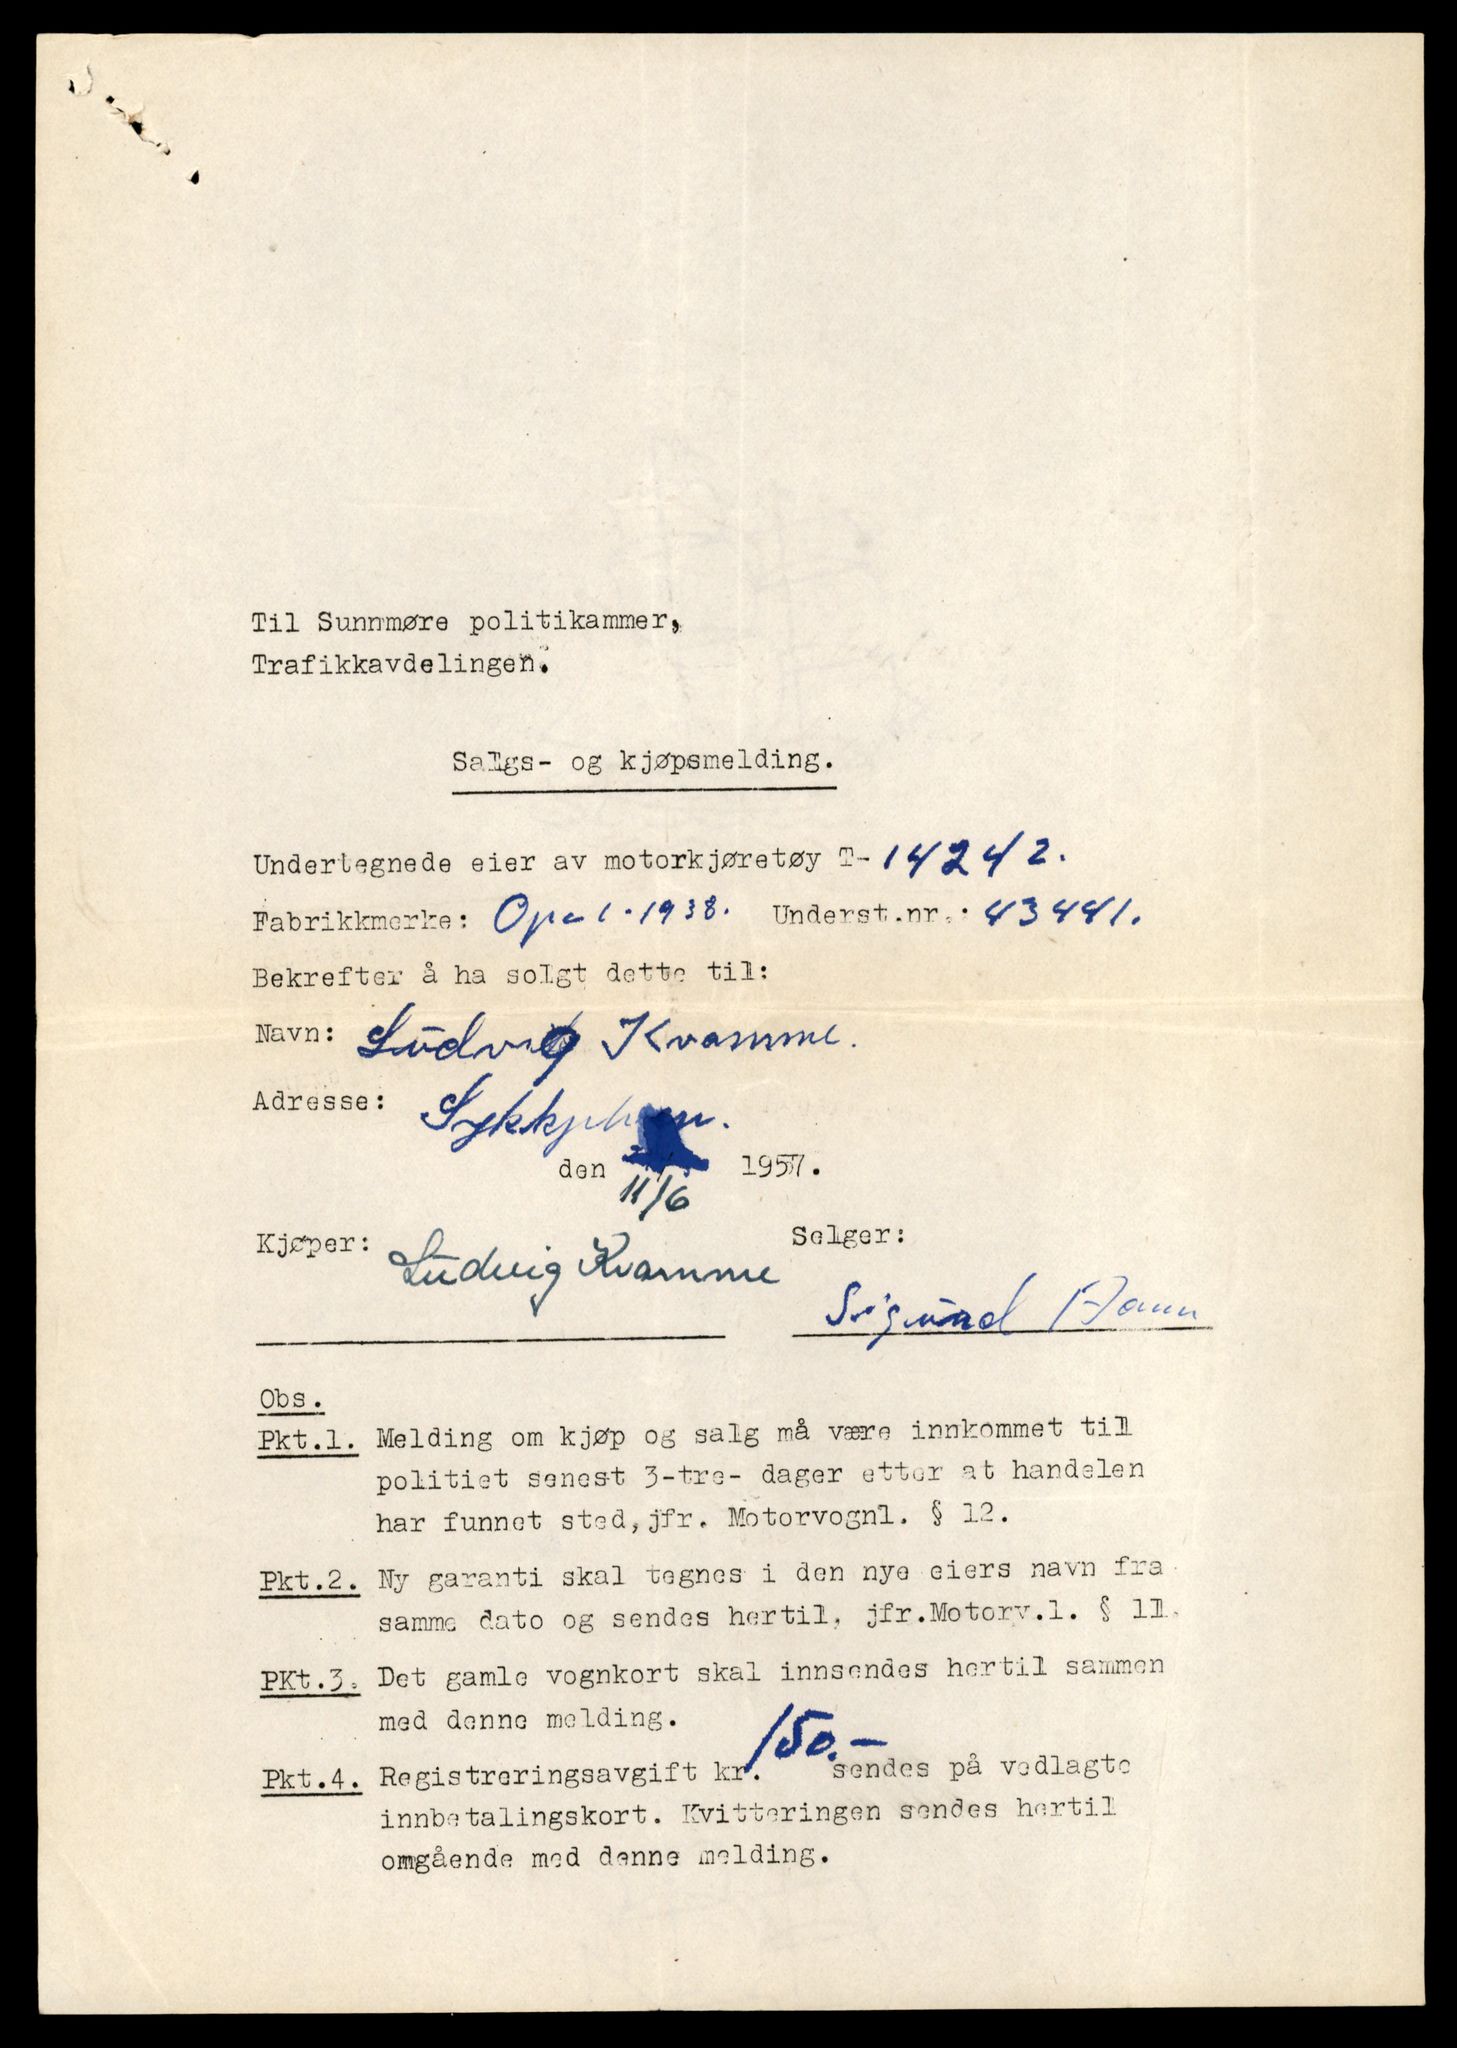 Til Sunnmøre politikammer,
Trafikkavdelingen.
Salgs- og kjøpsmelding.
Undertegnede eier av motorkjøretøy T- 14242.
Fabrikkmerke: Opel. 1938. Underst.nr.: 43441.
Bekrefter å ha solgt dette til:
Navn: Ludvig Kvamme.
Adresse:
den 11/6 1957.
Kjøper: Ludvig Kvamme
Selger: Sigund
Obs.
Pkt.1. Melding om kjøp og salg må være innkommet till
politiet senest 3-tre- dager etter at handelen
har funnet sted, jfr. Motorvognl. § 12.
Pkt.2. Ny garanti skal tegnes i den nye eiers navn fra
samme dato og sendes hertil, jfr.Motorv.l. § 11.
PKt.3. Det gamle vognkort skal innsendes hertil sammen
med denne melding.
Pkt.4. Registreringsavgift kr. 150.- sendes på vedlagte
innbetalingskort. Kvitteringen sendes hertil
omgående med denne melding.